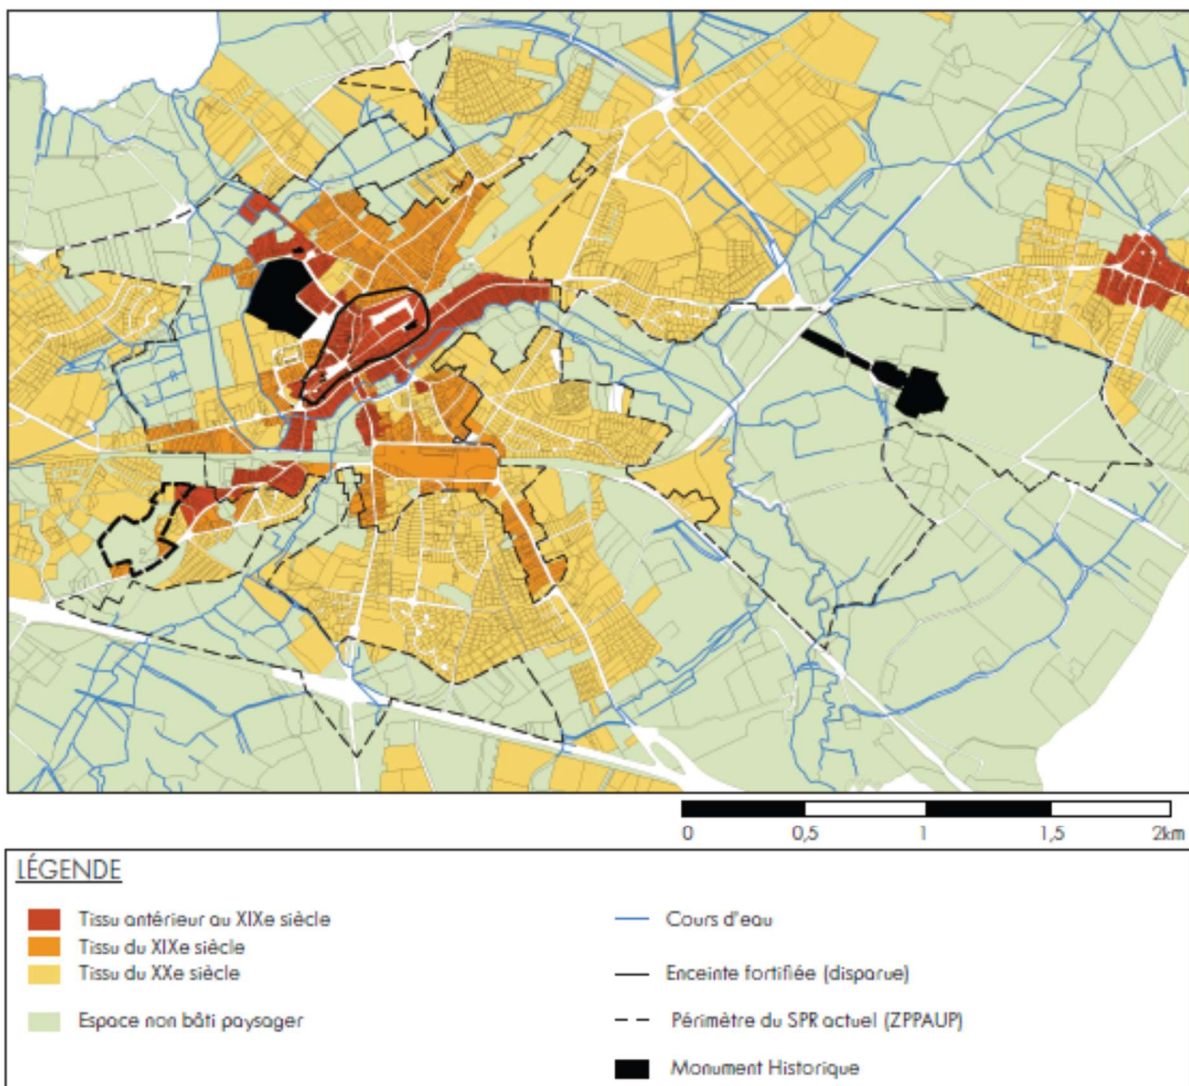 0 0,5 1 1,5 2km
LÉGENDE
Tissu antérieur au XIXe siècle
Tissu du XIXe siècle
Tissu du XXe siècle
Espace non bâti paysager
Cours d'eau
Enceinte fortifiée (disparue)
Périmètre du SPR actuel (ZPPAUP)
Monument Historique